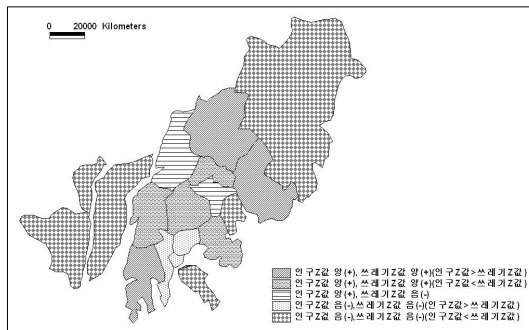 0 20000 Kilometers
인구Z값 양(+), 쓰레기Z값 양(+)(인구Z값>쓰레기Z값)
인구Z값 양(+), 쓰레기Z값 양(+)(인구Z값<쓰레기Z값)
인구Z값 양(+), 쓰레기Z값 음(-)
인구Z값 음(-),쓰레기Z값 음(-)(인구Z값>쓰레기Z값)
인구Z값 음(-),쓰레기Z값 음(-)(인구Z값<쓰레기Z값)